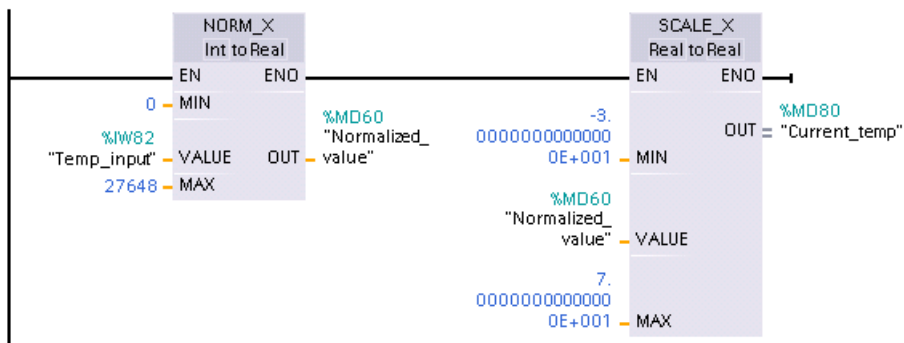 NORM_X
Int to Real
EN ENO
0 MIN
%IW82
"Temp_input" VALUE OUT
27648 MAX
%MD60
"Normalized_
value"
SCALE_X
Real to Real
EN ENO
-3.
0000000000000
0E+001 MIN
%MD60
"Normalized_
value" VALUE
7.
0000000000000
0E+001 MAX
OUT
%MD80
"Current_temp"